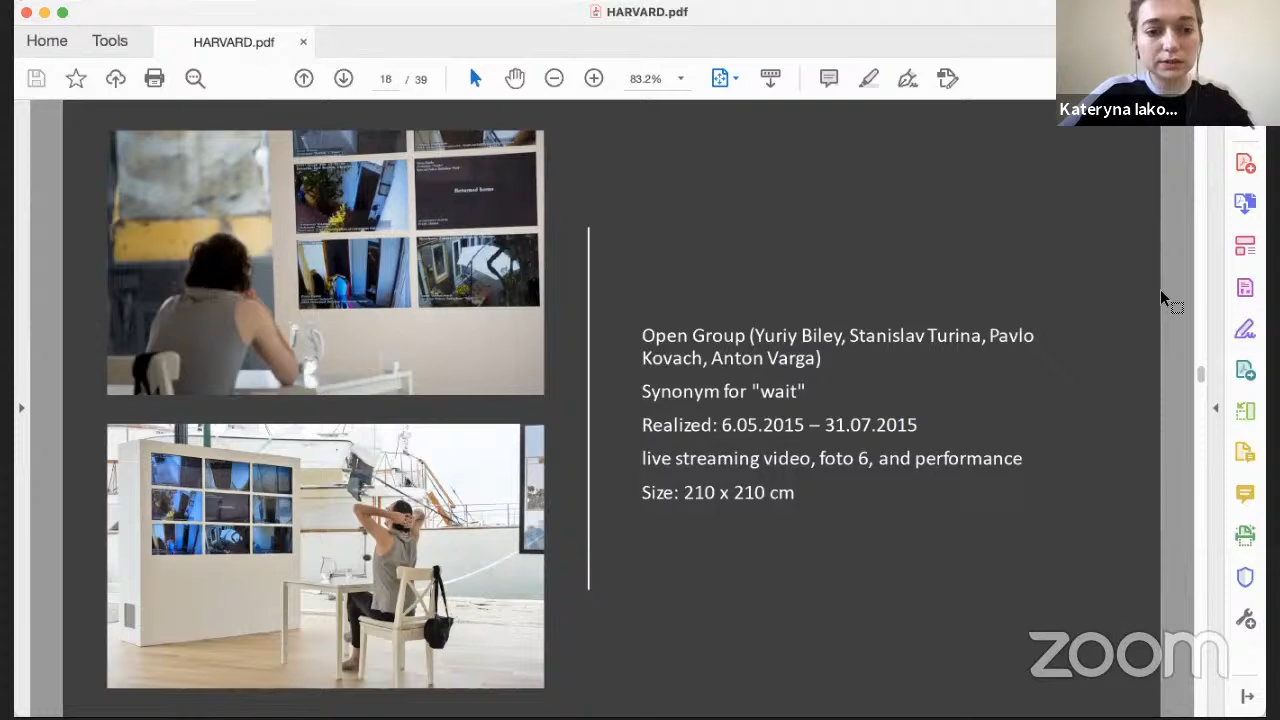 HARVARD.pdf
Home
Tools
HARVARD.pdf
×
18 / 39
83.2%
Kateryna Iako...
Returned home
Open Group (Yuriy Biley, Stanislav Turina, Pavlo
Kovach, Anton Varga)
Synonym for "wait"
Realized: 6.05.2015 – 31.07.2015
live streaming video, foto 6, and performance
Size: 210 x 210 cm
zoom